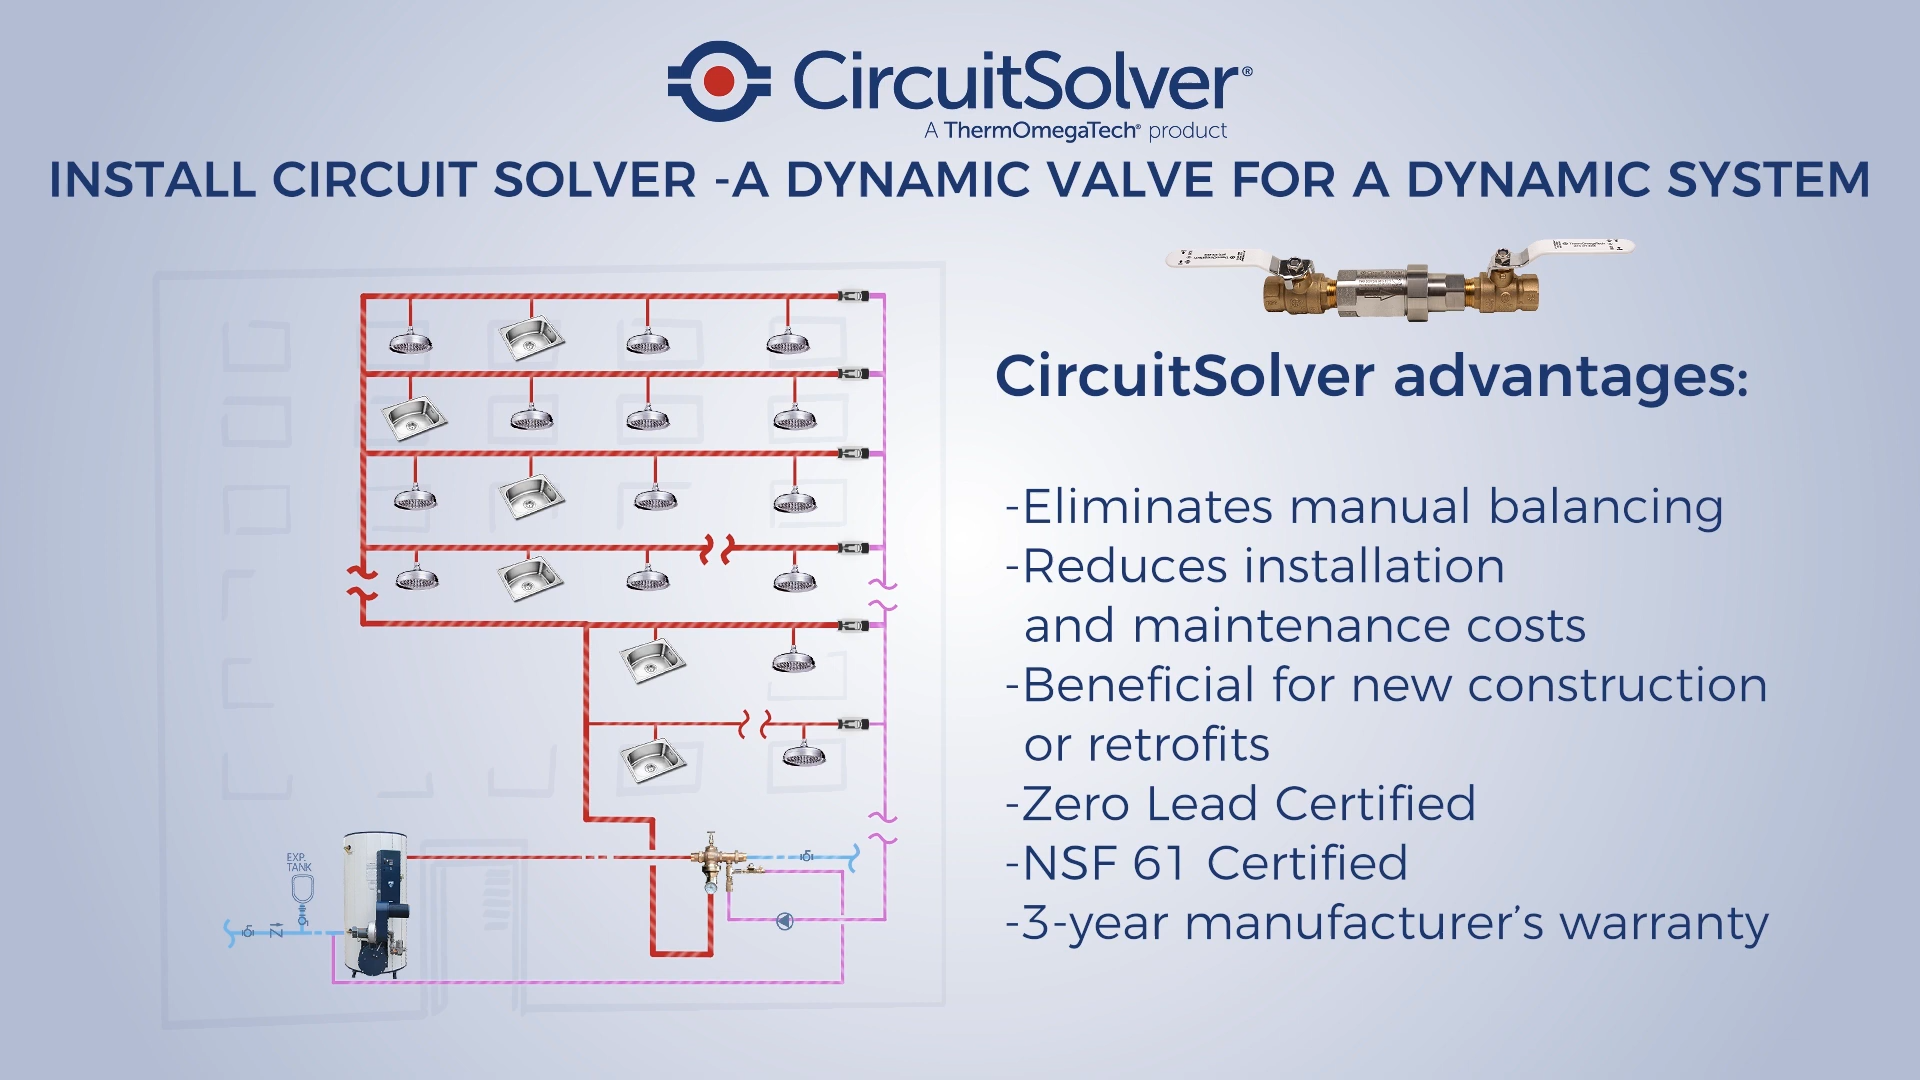 CircuitSolver®
A ThermOmegaTech® product
INSTALL CIRCUIT SOLVER -A DYNAMIC VALVE FOR A DYNAMIC SYSTEM
CircuitSolver advantages:
-Eliminates manual balancing
-Reduces installation
and maintenance costs
-Beneficial for new construction
or retrofits
-Zero Lead Certified
-NSF 61 Certified
-3-year manufacturer’s warranty
EXP.
TANK